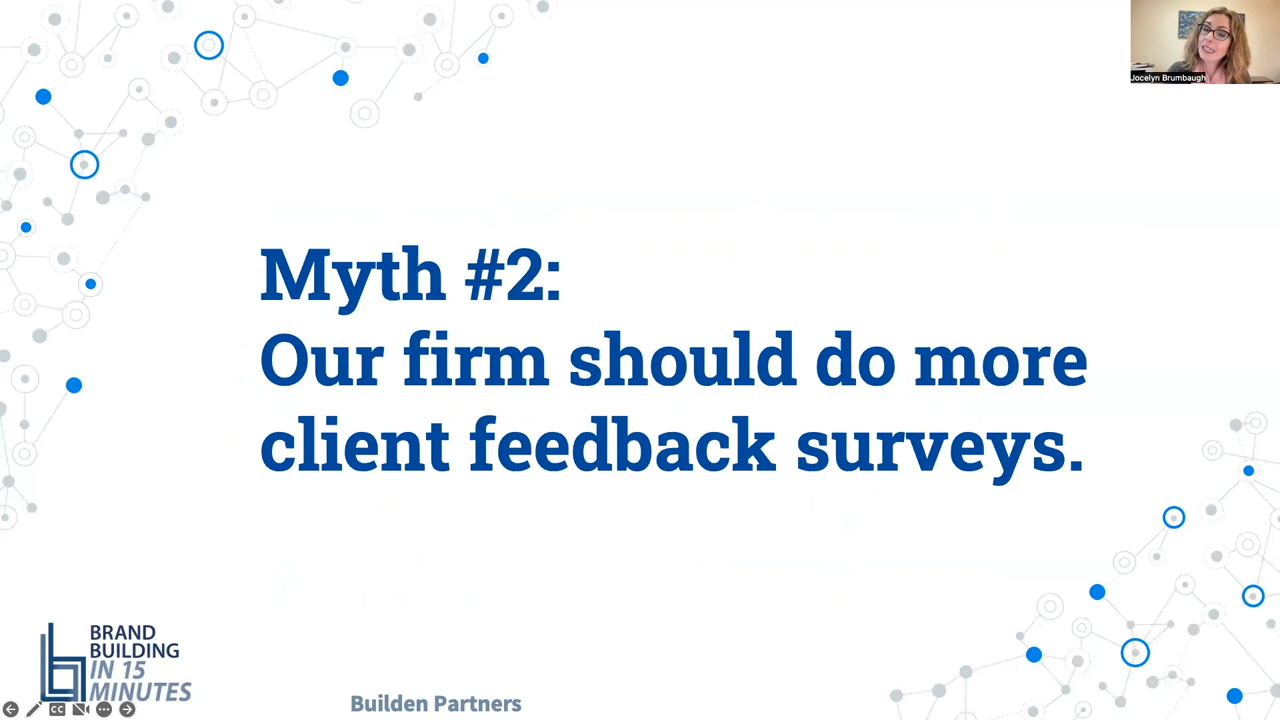 Jocelyn Brumbaugh
Myth #2:
Our firm should do more
client feedback surveys.
BRAND
BUILDING
IN 15
MINUTES
CC
Builden Partners